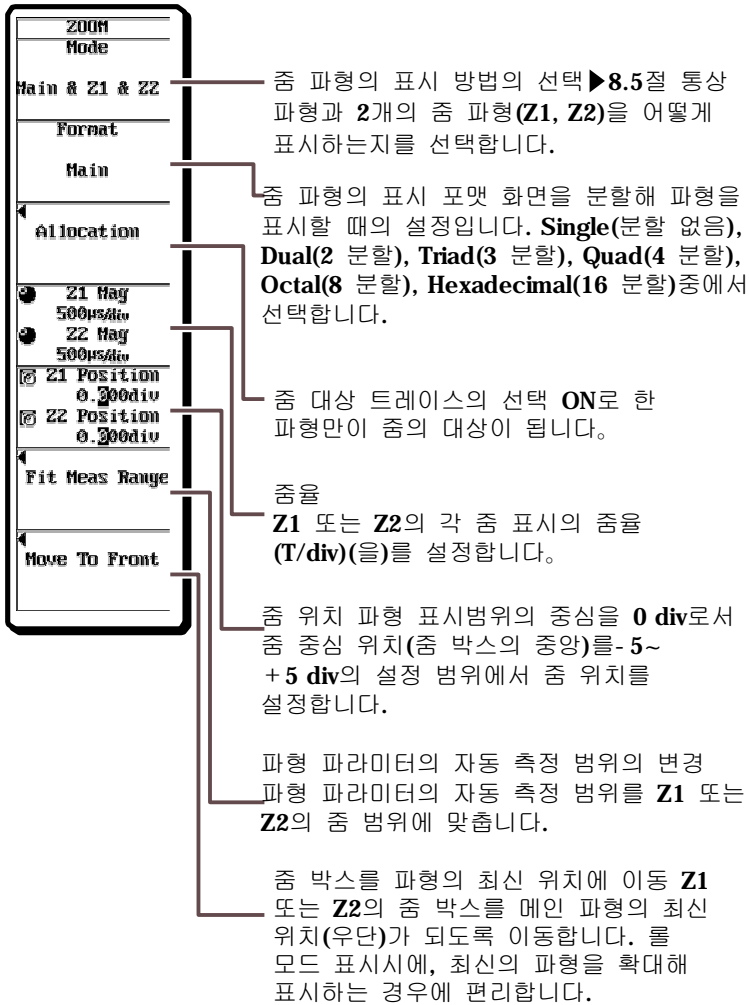 ZOOM
Mode
Main & Z1 & Z2
Format
Main
Allocation
Z1 Mag
500μs/div
Z2 Mag
500μs/div
Z1 Position
0.000div
Z2 Position
0.000div
Fit Meas Range
Move To Front
줌 파형의 표시 방법의 선택▶8.5절 통상
파형과 2개의 줌 파형(Z1, Z2)을 어떻게
표시하는지를 선택합니다.
줌 파형의 표시 포맷 화면을 분할해 파형을
표시할 때의 설정입니다. Single(분할 없음),
Dual(2 분할), Triad(3 분할), Quad(4 분할),
Octal(8 분할), Hexadecimal(16 분할)중에서
선택합니다.
줌 대상 트레이스의 선택 ON로 한
파형만이 줌의 대상이 됩니다。
줌율
Z1 또는 Z2의 각 줌 표시의 줌율
(T/div)(을)를 설정합니다。
줌 위치 파형 표시범위의 중심을 0 div로서
줌 중심 위치(줌 박스의 중앙)를- 5~
+5 div의 설정 범위에서 줌 위치를
설정합니다.
파형 파라미터의 자동 측정 범위의 변경
파형 파라미터의 자동 측정 범위를 Z1 또는
Z2의 줌 범위에 맞춥니다.
줌 박스를 파형의 최신 위치에 이동 Z1
또는 Z2의 줌 박스를 메인 파형의 최신
위치(우단)가 되도록 이동합니다. 롤
모드 표시시에, 최신의 파형을 확대해
표시하는 경우에 편리합니다.